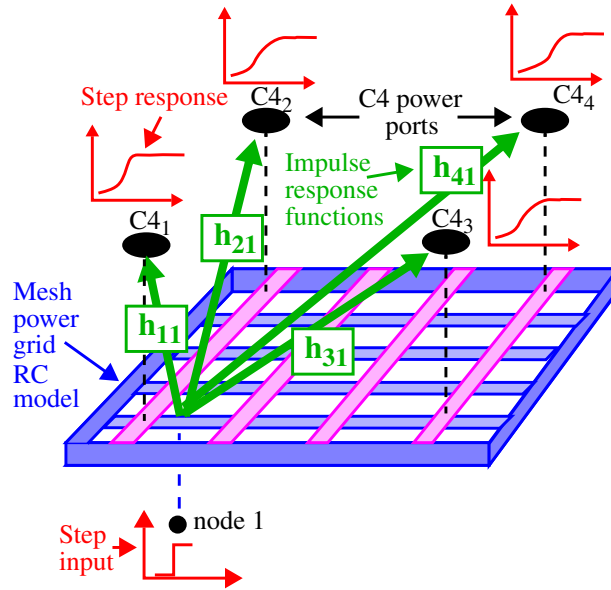 C4₂
C4₄
Step response
C4 power
ports
Impulse
response
functions
h₄₁
C4₁
h₂₁
C4₃
Mesh
power
grid
RC
model
h₁₁
h₃₁
node 1
Step
input